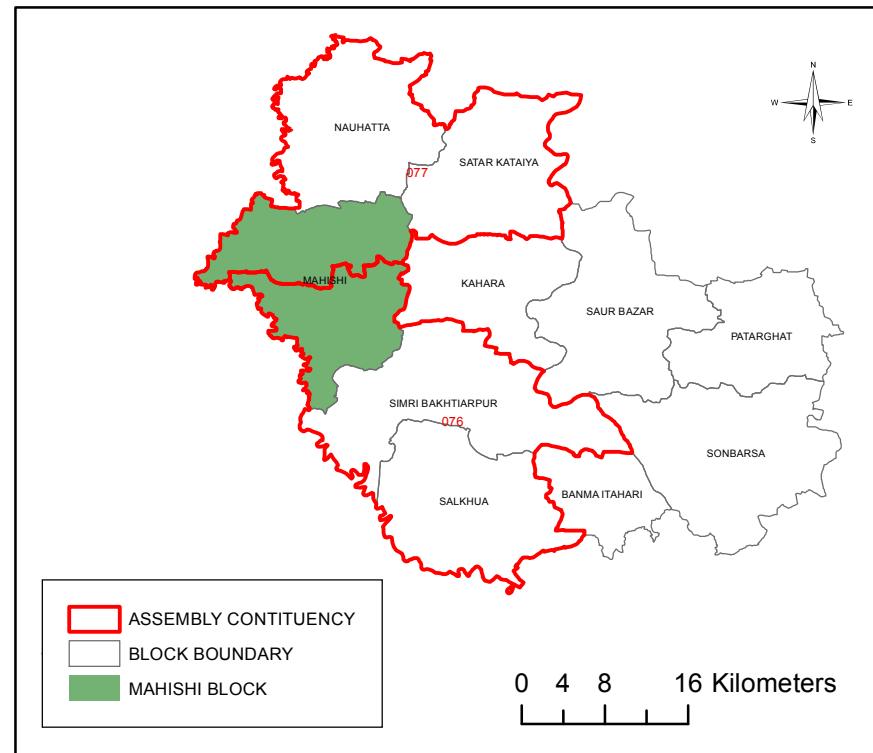 N
W
E
S
NAUHATTA
SATAR KATAIYA
077
MAHISHI
KAHARA
SAUR BAZAR
PATARGHAT
SIMRI BAKHTIARPUR
076
SONBARSA
SALKHUA
BANMA ITAHARI
ASSEMBLY CONTITUENCY
BLOCK BOUNDARY
MAHISHI BLOCK
0 4 8 16 Kilometers